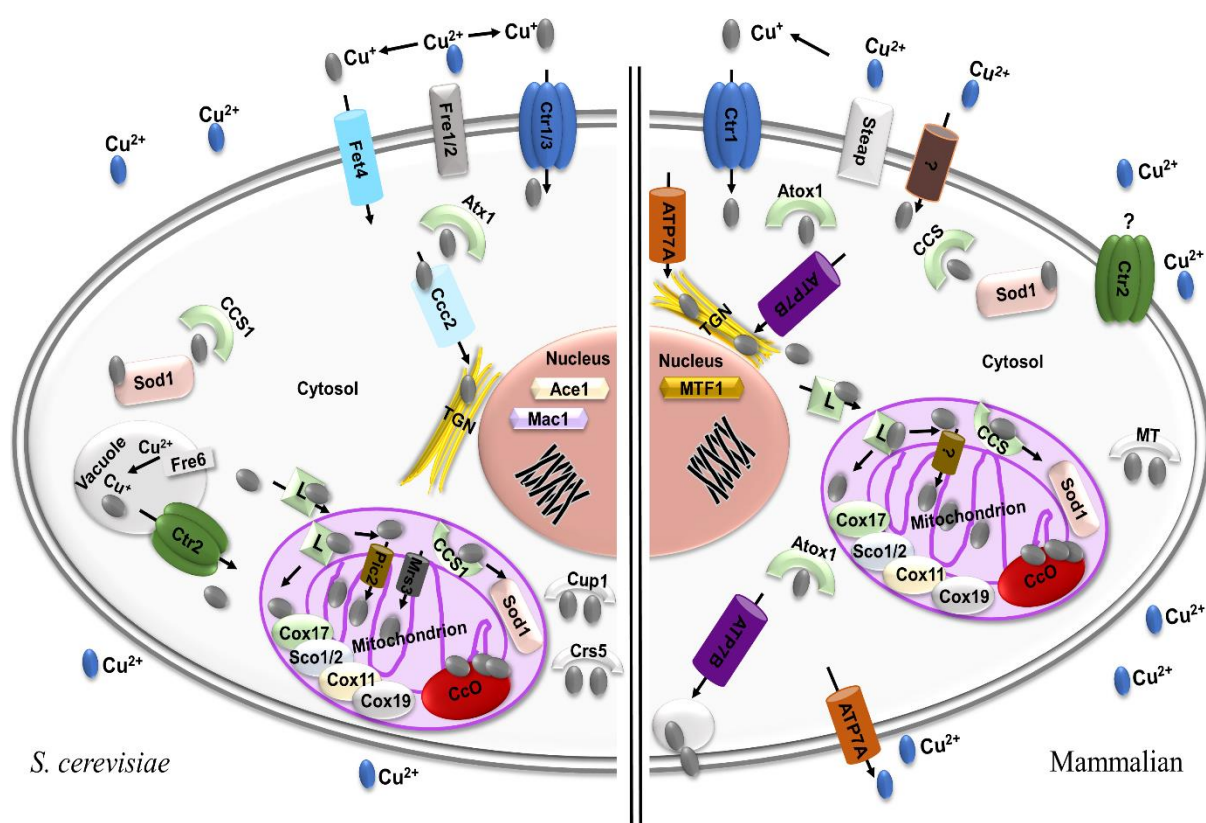 Cu⁺
Cu²⁺
Cu⁺
Cu²⁺
Cu²⁺
Fet4
Fre1/2
Ctr1/3
Atx1
Ccc2
CCS1
Sod1
Cytosol
TGN
Nucleus
Ace1
Mac1
Vacuole
Cu²⁺
Fre6
Cu⁺
Ctr2
L
L
Pic2
Mrs3
CCS1
Sod1
Mitochondrion
Cox17
Sco1/2
Cox11
Cox19
CcO
Cup1
Crs5
Cu²⁺
Cu²⁺
S. cerevisiae
Cu⁺
Cu²⁺
Cu²⁺
Ctr1
Steap
?
Cu²⁺
?
Ctr2
Cu²⁺
ATP7A
Atox1
CCS
Sod1
ATP7B
TGN
Cytosol
Nucleus
MTF1
L
L
?
CCS
Sod1
Mitochondrion
Cox17
Sco1/2
Cox11
Cox19
CcO
MT
Atox1
ATP7B
ATP7A
Cu²⁺
Cu²⁺
Cu²⁺
Mammalian